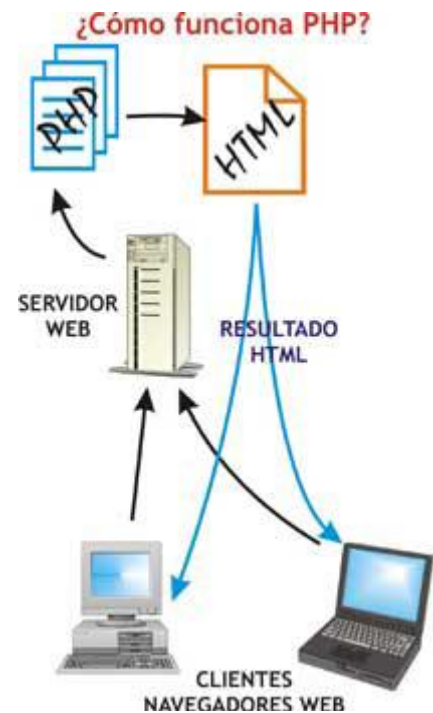 ¿Cómo funciona PHP?
PHP
HTML
SERVIDOR
WEB
RESULTADO
HTML
CLIENTES
NAVEGADORES WEB